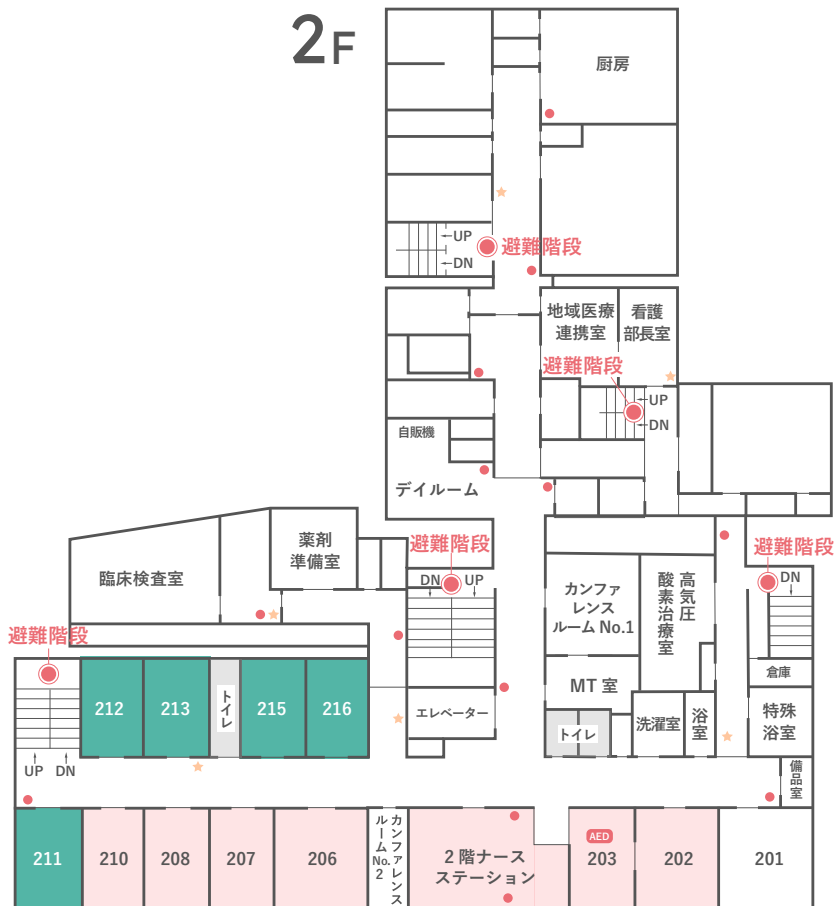 2F
厨房
UP
避難階段
DN
地域医療
連携室
看護
部長室
避難階段
UP
DN
自販機
デイルーム
薬剤
準備室
臨床検査室
避難階段
DN UP
カンファ
レンス
ルーム No.1
高気圧
酸素治療室
避難階段
DN
避難階段
倉庫
212
213
トイレ
215
216
エレベーター
MT 室
トイレ
洗濯室
浴室
特殊
浴室
UP DN
備品室
211
210
208
207
206
カンファレンス
ルームNo.2
2 階ナース
ステーション
AED
203
202
201